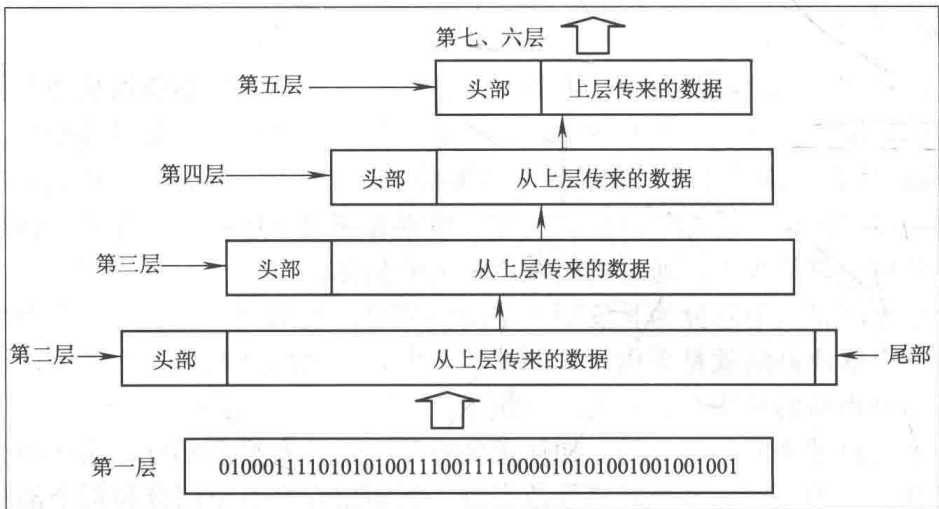 第七、六层
第五层 头部 上层传来的数据
第四层 头部 从上层传来的数据
第三层 头部 从上层传来的数据
第二层 头部 从上层传来的数据 尾部
第一层 010001111010101001110011111000010101001001001001